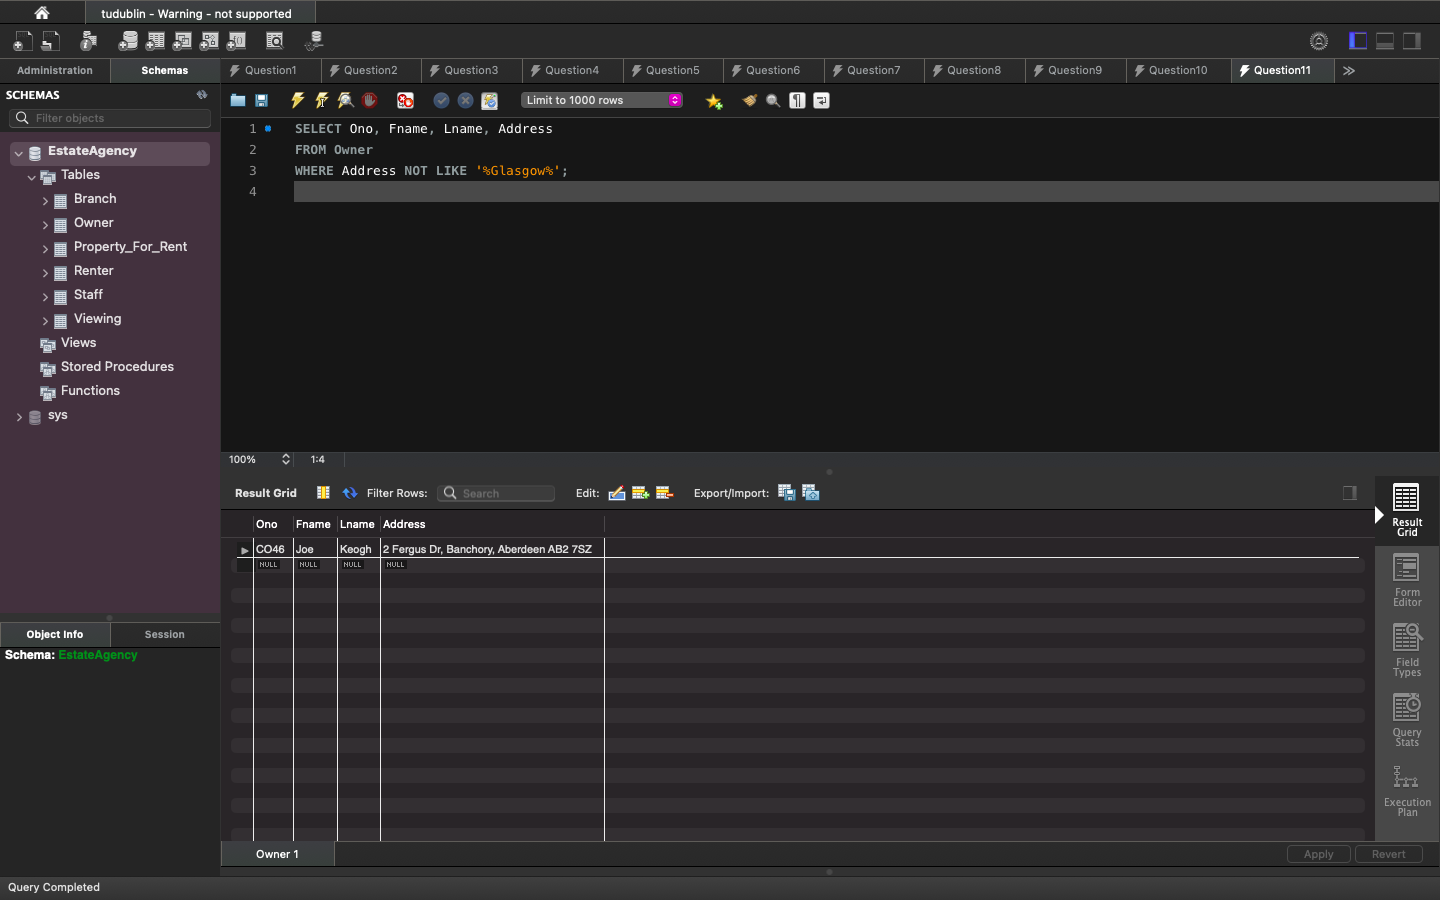 tudublin - Warning - not supported
Administration
Schemas
Question1
Question2
Question3
Question4
Question5
Question6
Question7
Question8
Question9
Question10
Question11
SCHEMAS
Filter objects
EstateAgency
Tables
Branch
Owner
Property_For_Rent
Renter
Staff
Viewing
Views
Stored Procedures
Functions
sys
Object Info
Session
Schema: EstateAgency
Limit to 1000 rows
1 SELECT Ono, Fname, Lname, Address
2 FROM Owner
3 WHERE Address NOT LIKE '%Glasgow%';
4
100%
1:4
Result Grid
Filter Rows:
Search
Edit:
Export/Import:
Ono Fname Lname Address
CO46 Joe Keogh 2 Fergus Dr, Banchory, Aberdeen AB2 7SZ
NULL NULL NULL NULL
Result
Grid
Form
Editor
Field
Types
Query
Stats
Execution
Plan
Owner 1
Apply
Revert
Query Completed